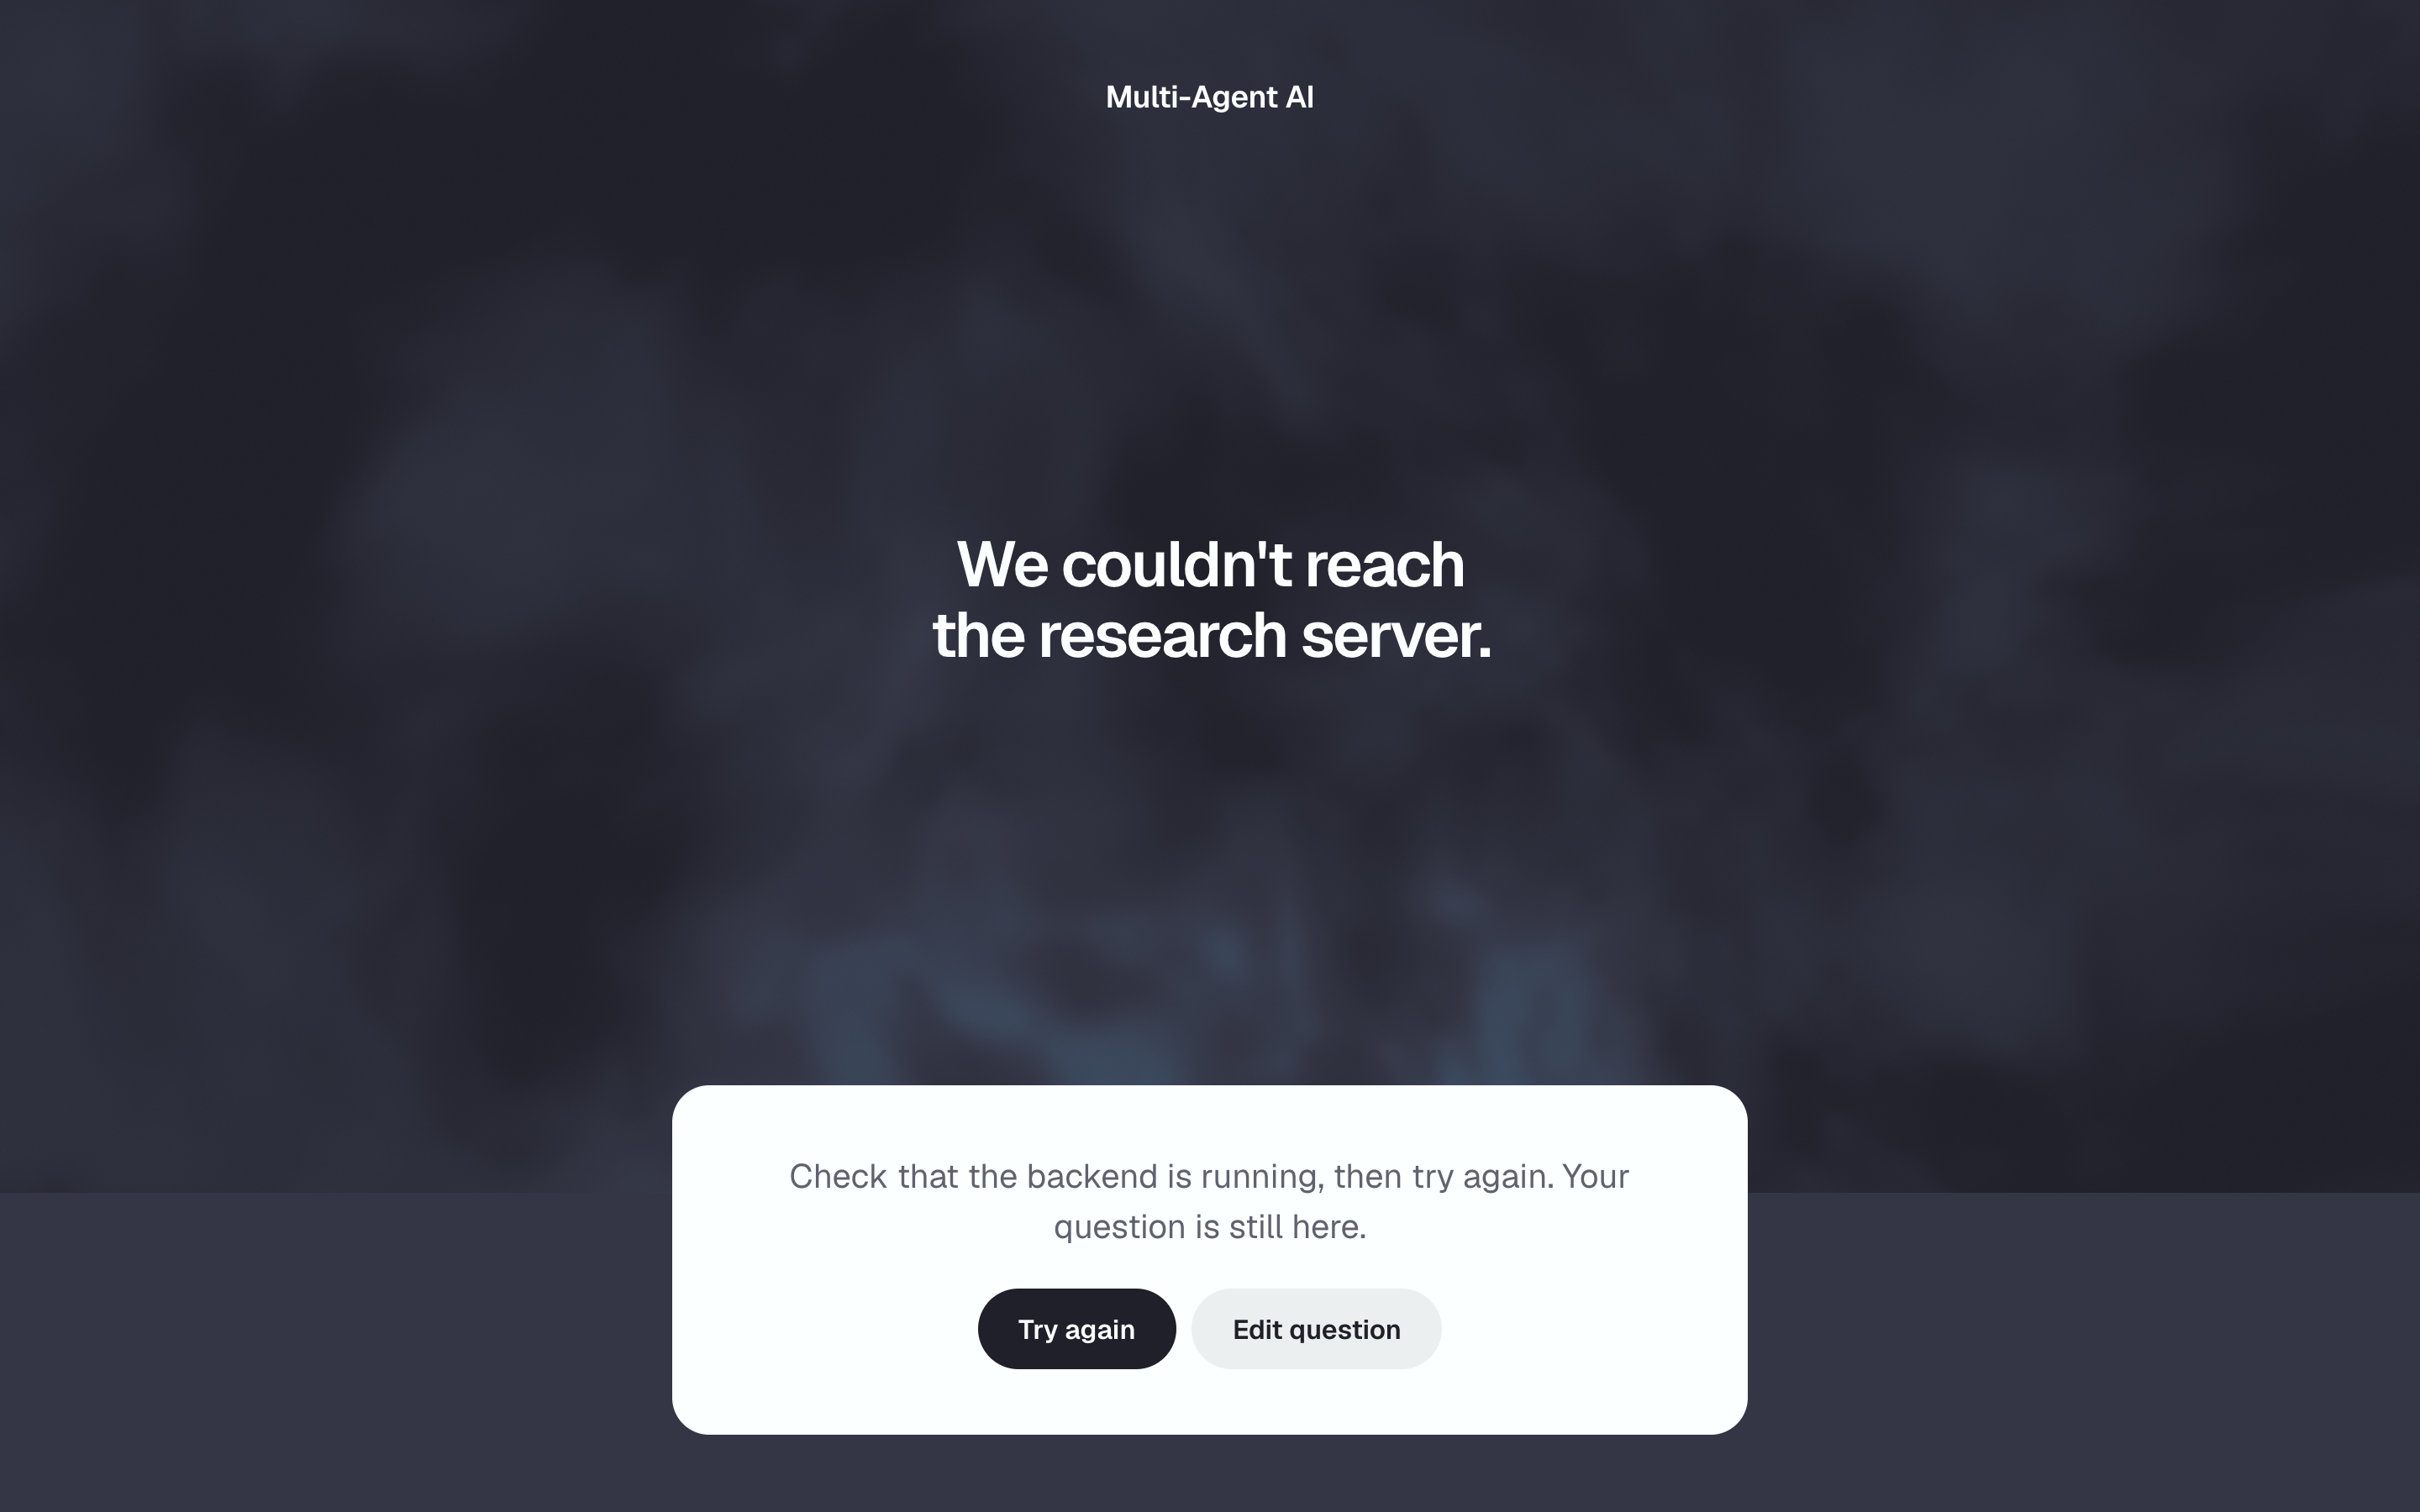 Multi-Agent AI
We couldn't reach
the research server.
Check that the backend is running, then try again. Your
question is still here.
Try again
Edit question